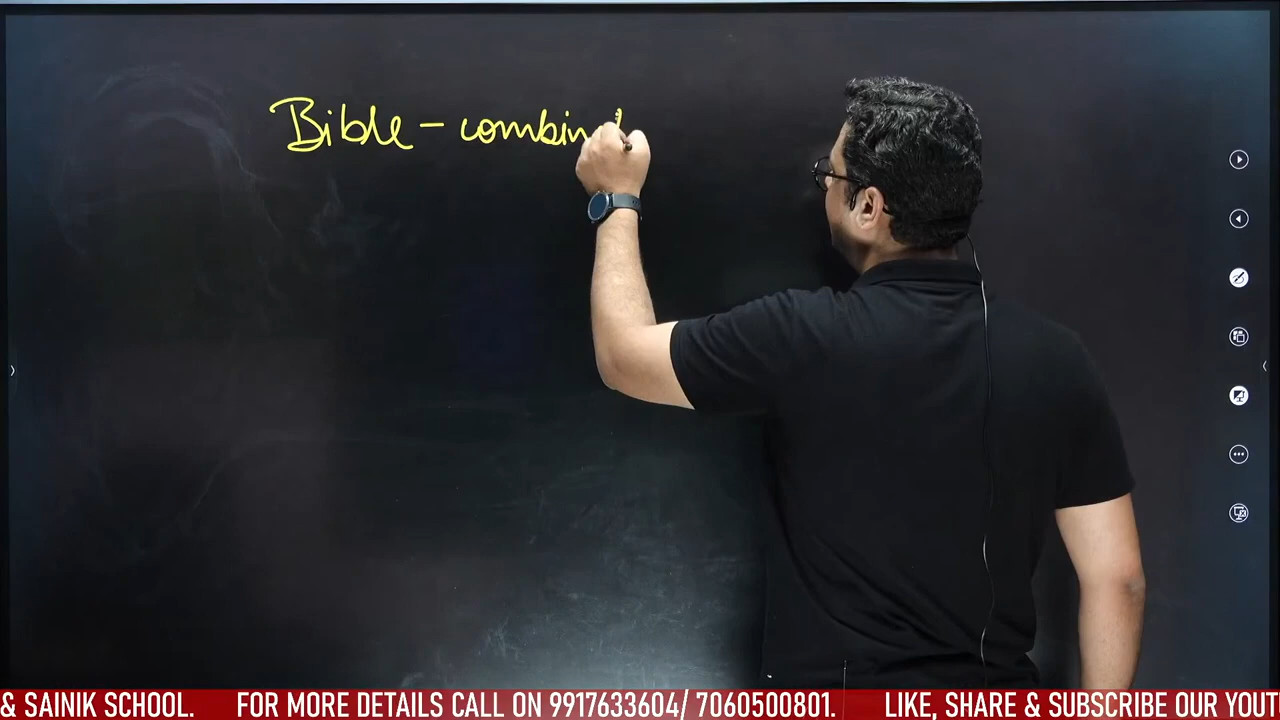 Bible - combin
& SAINIK SCHOOL. FOR MORE DETAILS CALL ON 9917633604/ 7060500801. LIKE, SHARE & SUBSCRIBE OUR YOUT